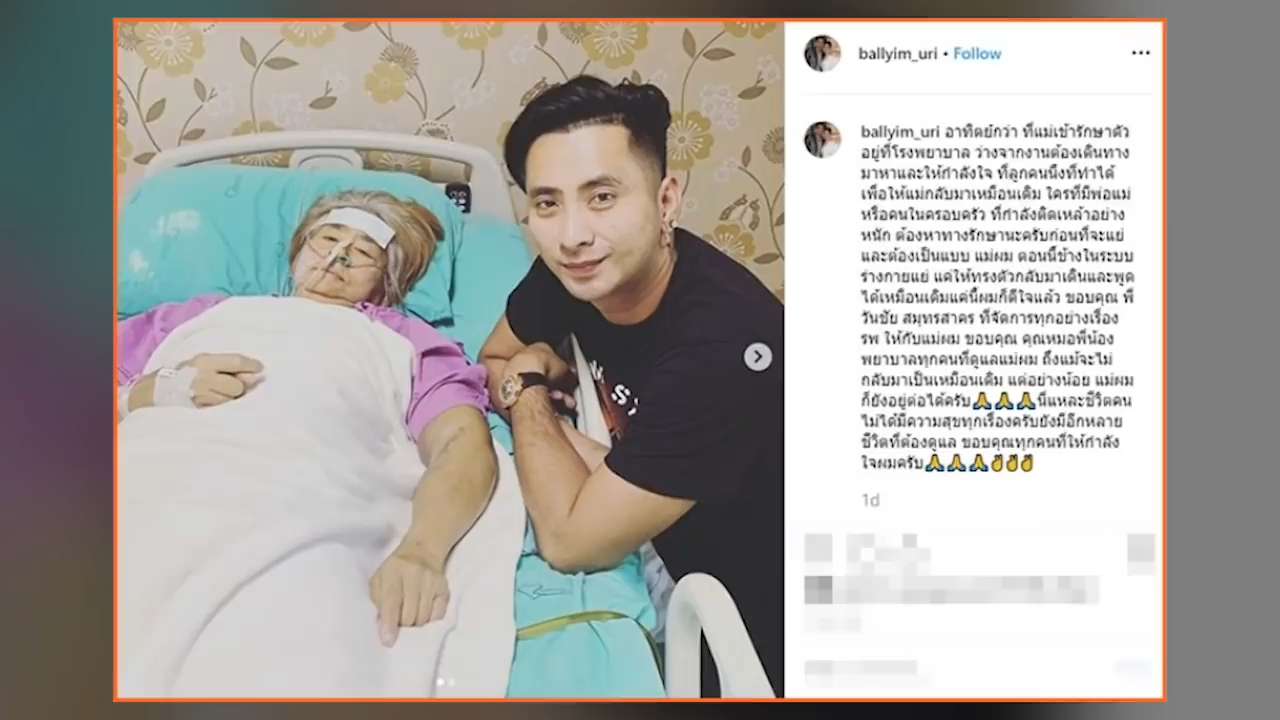 ballyim_uri • Follow
ballyim_uri อาทิตย์กว่า ที่แม่เข้ารักษาตัว
อยู่ที่โรงพยาบาล ว่างจากงานต้องเดินทาง
มาหาและให้กำลังใจ ที่ลูกคนนึงที่ทำได้
เพื่อให้แม่กลับมาเหมือนเดิม ใครที่มีพ่อแม่
หรือคนในครอบครัว ที่กำลังติดเหล้าอย่าง
หนัก ต้องหาทางรักษานะครับก่อนที่จะแย่
และต้องเป็นแบบ แม่ผม ตอนนี้ข้างในระบบ
ร่างกายแย่ แค่ให้ทรงตัวกลับมาเดินและพูด
ได้เหมือนเดิมแค่นี้ผมก็ดีใจแล้ว ขอบคุณ พี่
วันชัย สมุทรสาคร ที่จัดการทุกอย่างเรื่อง
รพ ให้กับแม่ผม ขอบคุณ คุณหมอพี่น้อง
พยาบาลทุกคนที่ดูแลแม่ผม ถึงแม้จะไม่
กลับมาเป็นเหมือนเดิม แต่อย่างน้อย แม่ผม
ก็ยังอยู่ต่อได้ครับ🙏🙏🙏นี่แหละชีวิตคน
ไม่ได้มีความสุขทุกเรื่องครับยังมีอีกหลาย
ชีวิตที่ต้องดูแล ขอบคุณทุกคนที่ให้กำลัง
ใจผมครับ🙏🙏🙏✌✌✌
1d